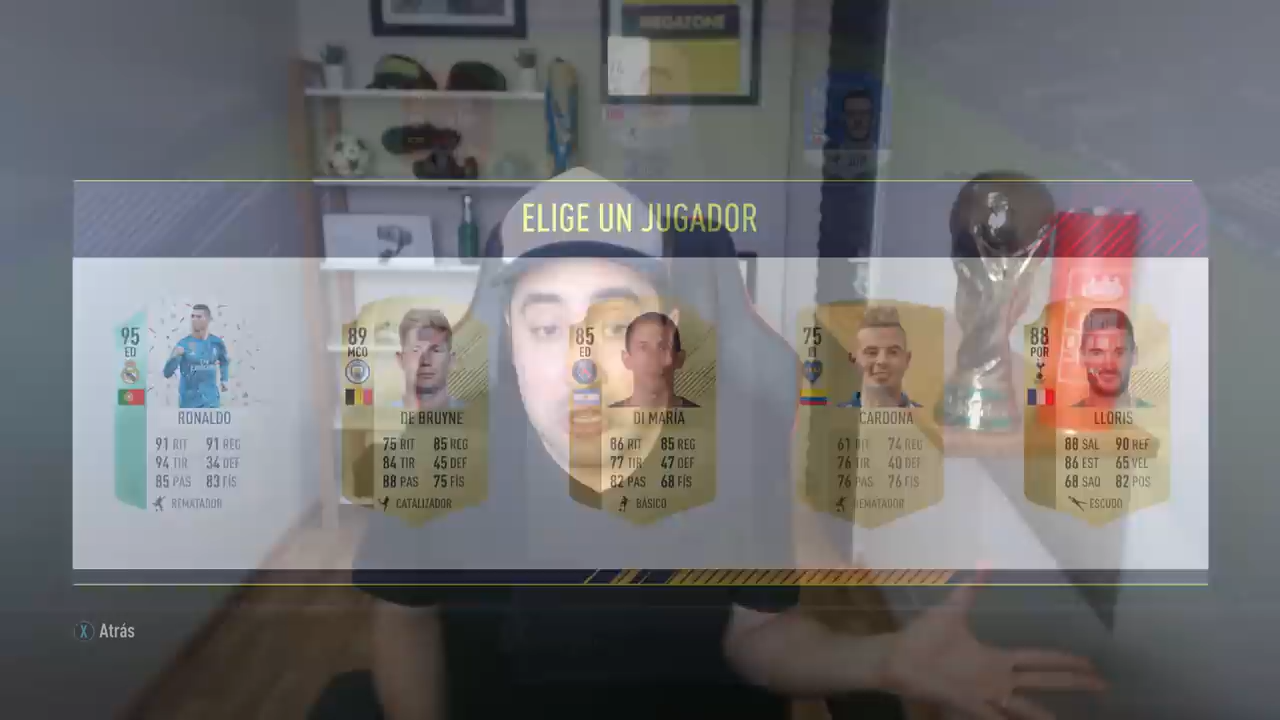 MEGATONE
ELIGE UN JUGADOR
95
ED
RONALDO
91 RIT 91 REG
94 TIR 34 DEF
85 PAS 83 FÍS
REMATADOR
89
MCO
DE BRUYNE
75 RIT 85 REG
84 TIR 45 DEF
88 PAS 75 FÍS
CATALIZADOR
85
ED
DI MARÍA
86 RIT 85 REG
77 TIR 47 DEF
82 PAS 68 FÍS
BÁSICO
75
CARDONA
61 RIT 74 REG
76 TIR 40 DEF
76 PAS 76 FÍS
REMATADOR
88
POR
LLORIS
88 SAL 90 REF
86 EST 65 VEL
68 SAQ 82 POS
ESCUDO
X Atrás